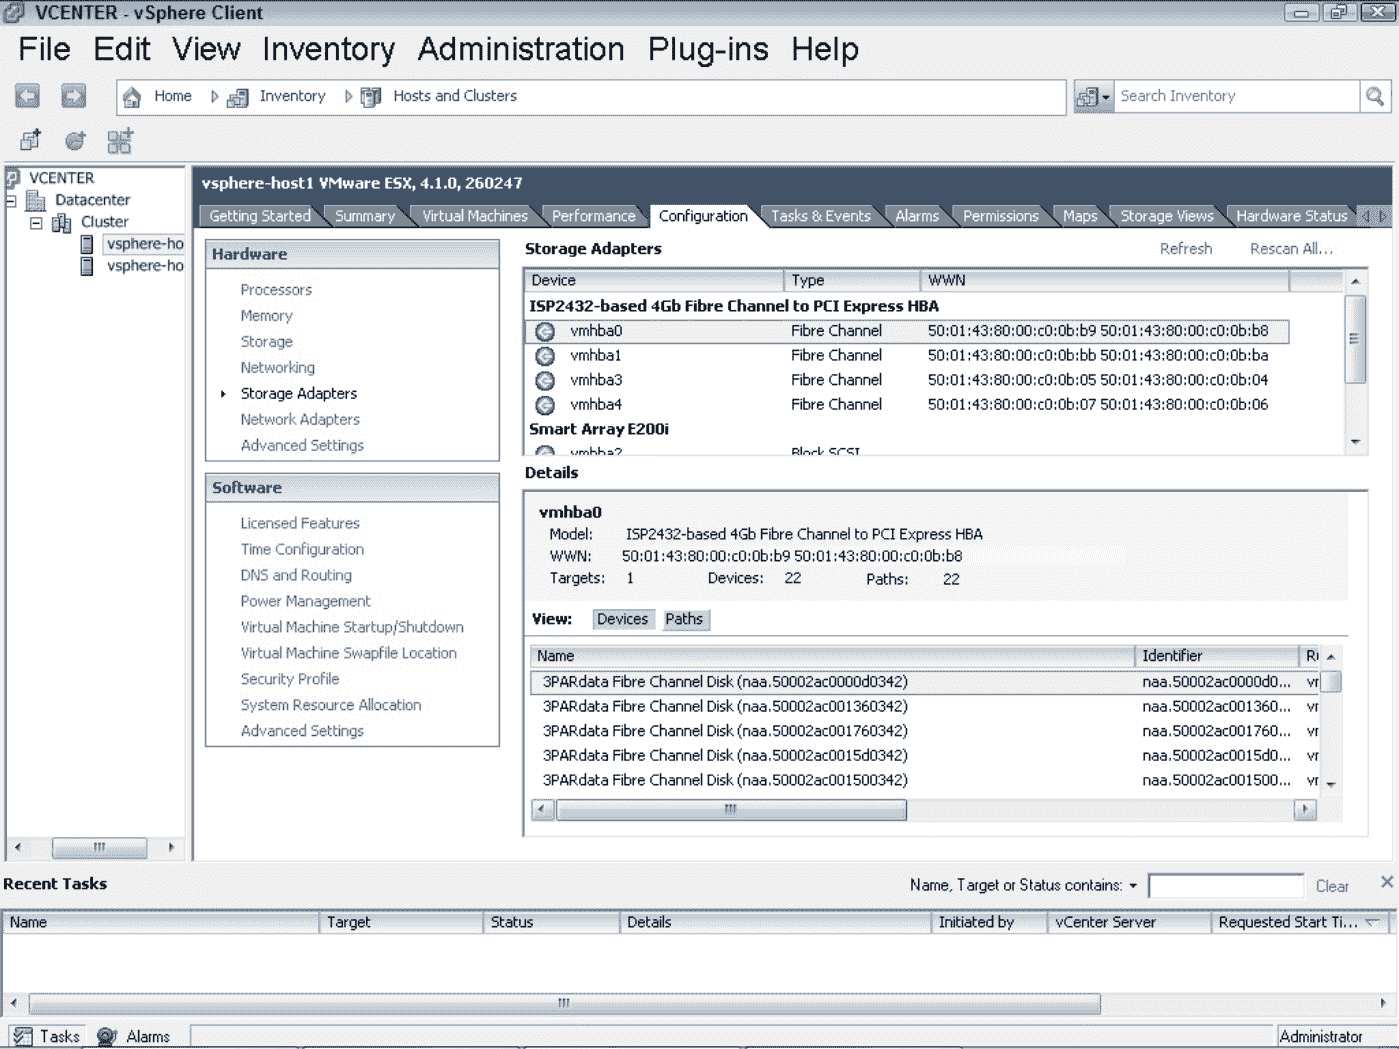 VCENTER - vSphere Client
File Edit View Inventory Administration Plug-ins Help
Home Inventory Hosts and Clusters Search Inventory
VCENTER
Datacenter
Cluster
vsphere-ho
vsphere-ho
vsphere-host1 VMware ESX, 4.1.0, 260247
Getting Started Summary Virtual Machines Performance Configuration Tasks & Events Alarms Permissions Maps Storage Views Hardware Status
Hardware
Processors
Memory
Storage
Networking
Storage Adapters
Network Adapters
Advanced Settings
Software
Licensed Features
Time Configuration
DNS and Routing
Power Management
Virtual Machine Startup/Shutdown
Virtual Machine Swapfile Location
Security Profile
System Resource Allocation
Advanced Settings
Storage Adapters Refresh Rescan All...
Device Type WWN
ISP2432-based 4Gb Fibre Channel to PCI Express HBA
vmhba0 Fibre Channel 50:01:43:80:00:c0:0b:b9 50:01:43:80:00:c0:0b:b8
vmhba1 Fibre Channel 50:01:43:80:00:c0:0b:bb 50:01:43:80:00:c0:0b:ba
vmhba3 Fibre Channel 50:01:43:80:00:c0:0b:05 50:01:43:80:00:c0:0b:04
vmhba4 Fibre Channel 50:01:43:80:00:c0:0b:07 50:01:43:80:00:c0:0b:06
Smart Array E200i
vmhba2 Block SCSI
Details
vmhba0
Model: ISP2432-based 4Gb Fibre Channel to PCI Express HBA
WWN: 50:01:43:80:00:c0:0b:b9 50:01:43:80:00:c0:0b:b8
Targets: 1 Devices: 22 Paths: 22
View: Devices Paths
Name Identifier Ru
3PARdata Fibre Channel Disk (naa.50002ac0000d0342) naa.50002ac0000d0... vr
3PARdata Fibre Channel Disk (naa.50002ac001360342) naa.50002ac001360... vr
3PARdata Fibre Channel Disk (naa.50002ac001760342) naa.50002ac001760... vr
3PARdata Fibre Channel Disk (naa.50002ac0015d0342) naa.50002ac0015d0... vr
3PARdata Fibre Channel Disk (naa.50002ac001500342) naa.50002ac001500... vr
Recent Tasks Name, Target or Status contains: Clear
Name Target Status Details Initiated by vCenter Server Requested Start Ti...
Tasks Alarms Administrator